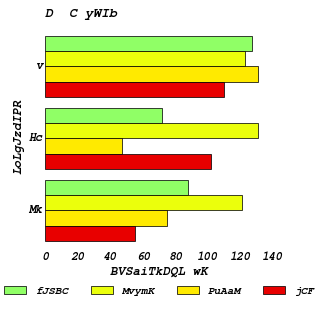 D  C yWIb
LoLgJzdIPR
v
Hc
Mk
0 20 40 60 80 100 120 140
BVSaiTkDQL wK
fJSBC MvymK PuAaM jCF